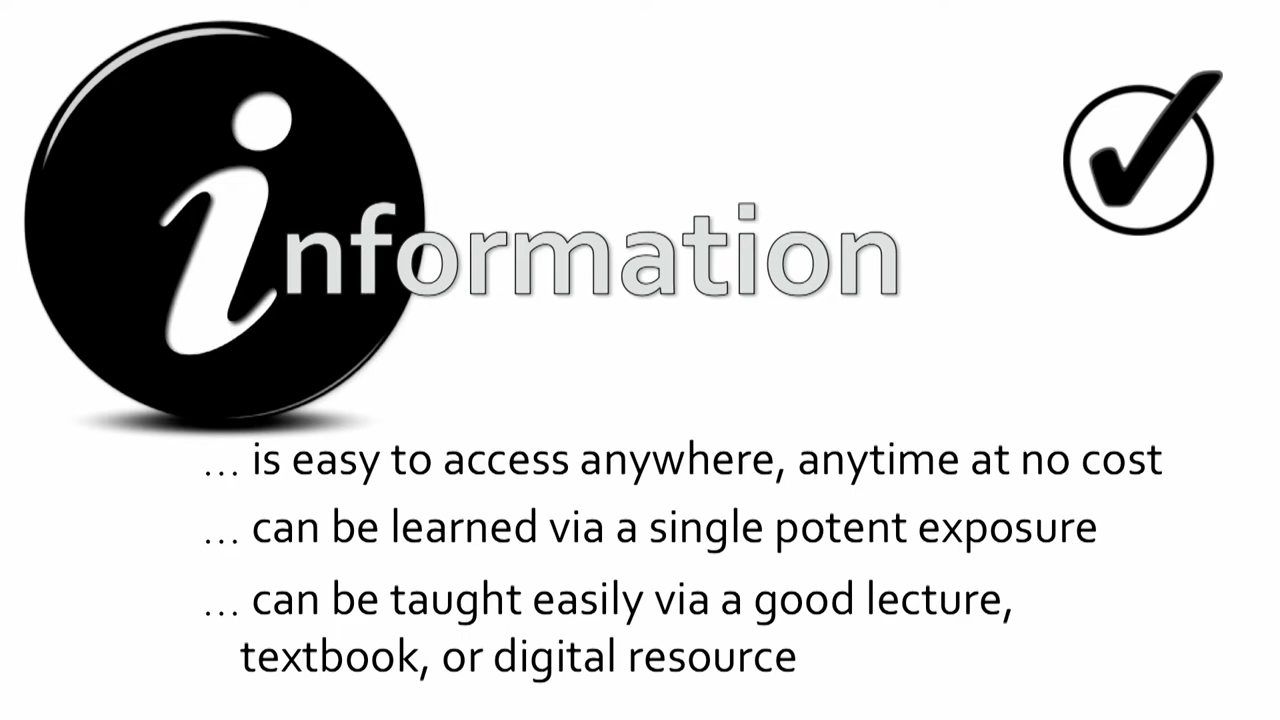 information
... is easy to access anywhere, anytime at no cost
... can be learned via a single potent exposure
... can be taught easily via a good lecture,
textbook, or digital resource